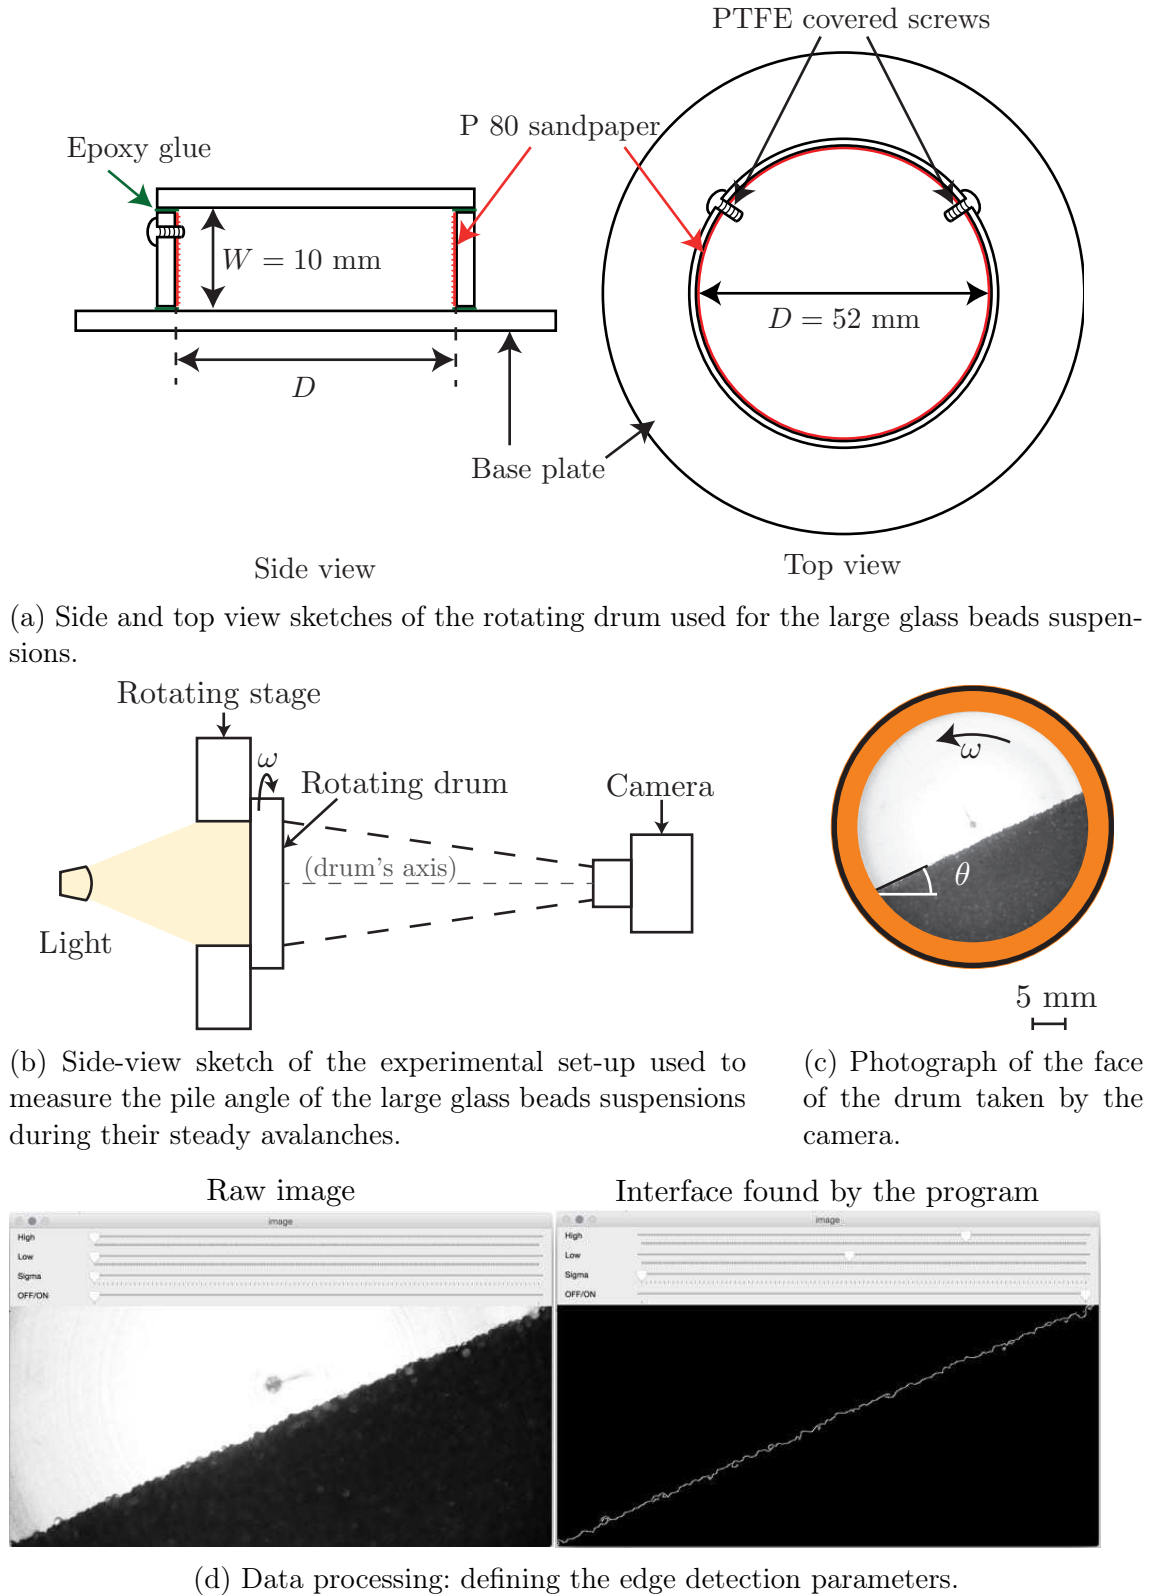 PTFE covered screws
P 80 sandpaper
Epoxy glue
W = 10 mm
D = 52 mm
D
Base plate
Side view
Top view
(a) Side and top view sketches of the rotating drum used for the large glass beads suspen-
sions.
Rotating stage
ω
Rotating drum
Camera
(drum's axis)
Light
ω
θ
5 mm
(b) Side-view sketch of the experimental set-up used to
measure the pile angle of the large glass beads suspensions
during their steady avalanches.
(c) Photograph of the face
of the drum taken by the
camera.
Raw image
Interface found by the program
image
High
Low
Sigma
OFF/ON
image
High
Low
Sigma
OFF/ON
(d) Data processing: defining the edge detection parameters.